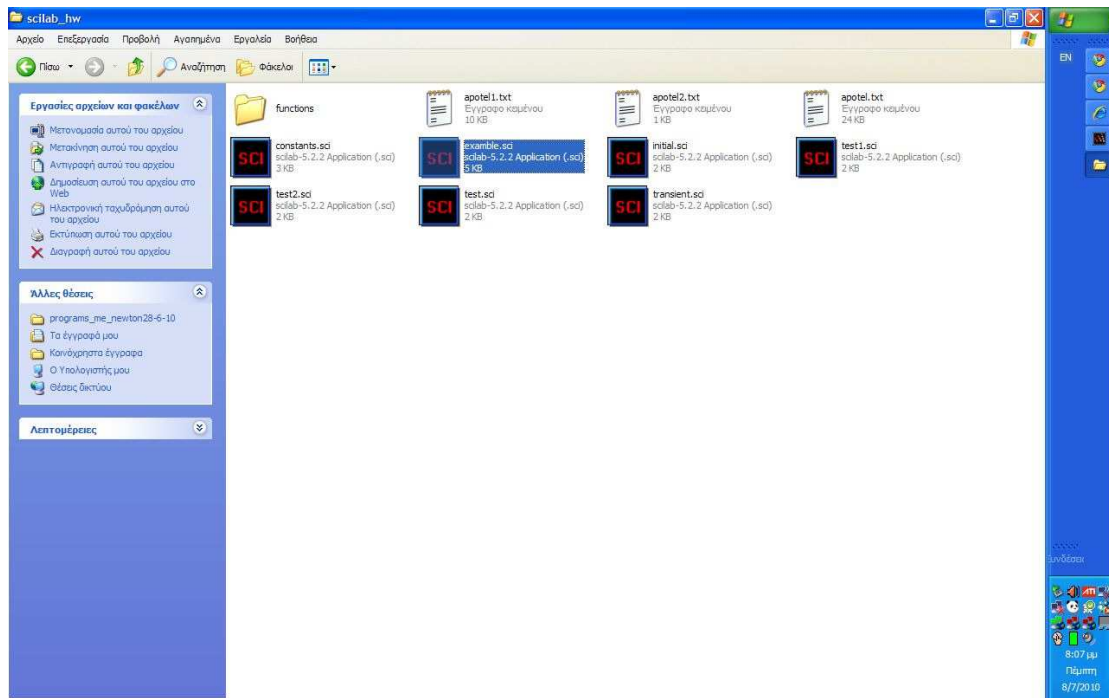 scilab_hw
Αρχείο Επεξεργασία Προβολή Αγαπημένα Εργαλεία Βοήθεια
Πίσω Αναζήτηση Φάκελοι
Εργασίες αρχείων και φακέλων
Μετονομασία αυτού του αρχείου
Μετακίνηση αυτού του αρχείου
Αντιγραφή αυτού του αρχείου
Δημοσίευση αυτού του αρχείου στο
Web
Ηλεκτρονική ταχυδρόμηση αυτού
του αρχείου
Εκτύπωση αυτού του αρχείου
Διαγραφή αυτού του αρχείου
Άλλες θέσεις
programs_me_newton28-6-10
Τα έγγραφά μου
Κοινόχρηστα έγγραφα
Ο Υπολογιστής μου
Θέσεις δικτύου
Λεπτομέρειες
functions
apotel1.txt
Έγγραφο κειμένου
10 KB
apotel2.txt
Έγγραφο κειμένου
1 KB
apotel.txt
Έγγραφο κειμένου
24 KB
SCI
constants.sci
scilab-5.2.2 Application (.sci)
3 KB
SCI
examble.sci
scilab-5.2.2 Application (.sci)
5 KB
SCI
initial.sci
scilab-5.2.2 Application (.sci)
2 KB
SCI
test1.sci
scilab-5.2.2 Application (.sci)
2 KB
SCI
test2.sci
scilab-5.2.2 Application (.sci)
2 KB
SCI
test.sci
scilab-5.2.2 Application (.sci)
2 KB
SCI
transient.sci
scilab-5.2.2 Application (.sci)
2 KB
EN
ATI
8:07 μμ
Πέμπτη
8/7/2010